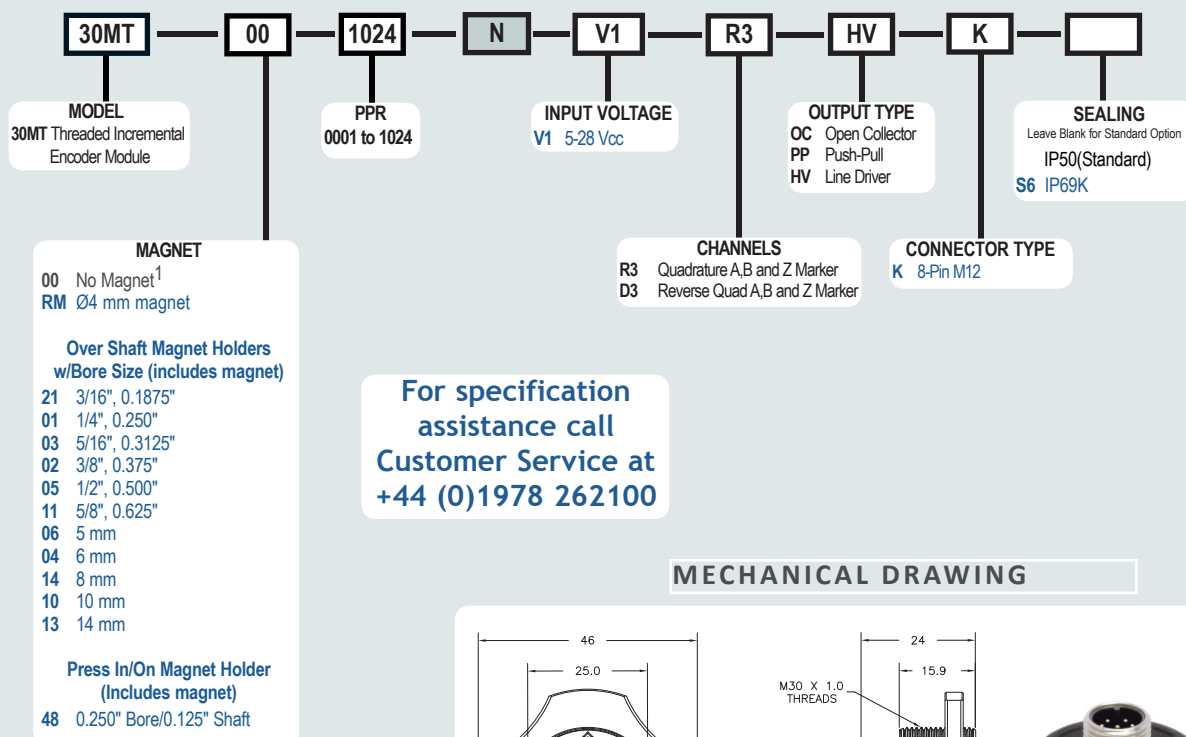 30MT 00 1024 N V1 R3 HV K
MODEL
30MT Threaded Incremental
Encoder Module
PPR
0001 to 1024
INPUT VOLTAGE
V1 5-28 Vcc
OUTPUT TYPE
OC Open Collector
PP Push-Pull
HV Line Driver
SEALING
Leave Blank for Standard Option
IP50(Standard)
S6 IP69K
MAGNET
00 No Magnet1
RM Ø4 mm magnet
Over Shaft Magnet Holders
w/Bore Size (includes magnet)
21 3/16", 0.1875"
01 1/4", 0.250"
03 5/16", 0.3125"
02 3/8", 0.375"
05 1/2", 0.500"
11 5/8", 0.625"
06 5 mm
04 6 mm
14 8 mm
10 10 mm
13 14 mm
Press In/On Magnet Holder
(Includes magnet)
48 0.250" Bore/0.125" Shaft
CHANNELS
R3 Quadrature A,B and Z Marker
D3 Reverse Quad A,B and Z Marker
CONNECTOR TYPE
K 8-Pin M12
For specification
assistance call
Customer Service at
+44 (0)1978 262100
MECHANICAL DRAWING
46
25.0
24
15.9
M30 X 1.0
THREADS